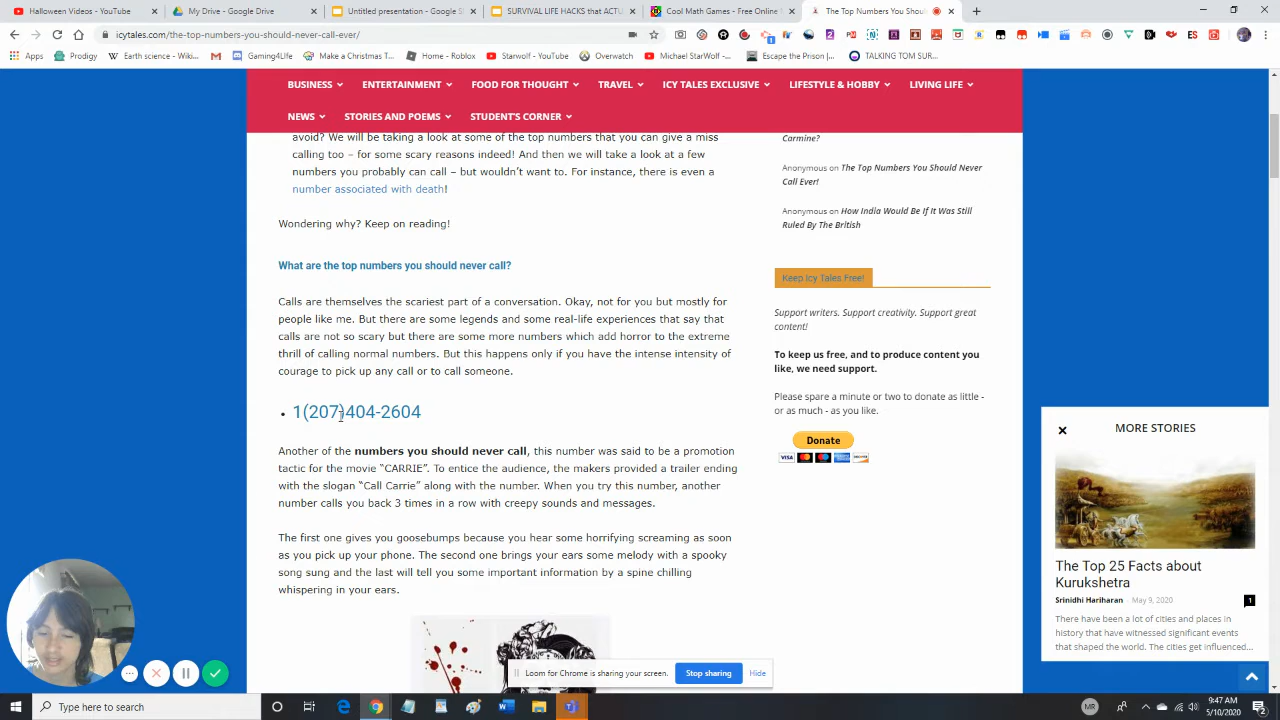 Halloween Videos - YouTube
My Drive - Google Drive
Untitled presentation - Google S
SURVIVAL LIFE HACKS that ACTU
Cool Math Games - Free Online
The Top Numbers You Shoul
icytales.com/the-top-numbers-you-should-never-call-ever/
Apps
Prodigy
Earth science - Wiki...
Gaming4Life
Make a Christmas T...
Home - Roblox
Starwolf - YouTube
Overwatch
Michael StarWolf -...
Escape the Prison |...
TALKING TOM SUR...
BUSINESS
ENTERTAINMENT
FOOD FOR THOUGHT
TRAVEL
ICY TALES EXCLUSIVE
LIFESTYLE & HOBBY
LIVING LIFE
NEWS
STORIES AND POEMS
STUDENT'S CORNER
avoid? We will be taking a look at some of the top numbers that you can give a miss
calling too – for some scary reasons indeed! And then we will take a look at a few
numbers you probably can call – but wouldn't want to. For instance, there is even a
number associated with death!
Wondering why? Keep on reading!
What are the top numbers you should never call?
Calls are themselves the scariest part of a conversation. Okay, not for you but mostly for
people like me. But there are some legends and some real-life experiences that say that
calls are not so scary but there are some more numbers which add horror to the extreme
thrill of calling normal numbers. But this happens only if you have the intense intensity of
courage to pick up any call or to call someone.
• 1(207)404-2604
Another of the numbers you should never call, this number was said to be a promotion
tactic for the movie "CARRIE". To entice the audience, the makers provided a trailer ending
with the slogan "Call Carrie" along with the number. When you try this number, another
number calls you back 3 times in a row with creepy sounds and messages.
The first one gives you goosebumps because you hear some horrifying screaming as soon
as you pick up your phone. The second one brings your ears some melody with a spooky
song sung and the last will tell you some important information by a spine chilling
whispering in your ears.
Carmine?
Anonymous on The Top Numbers You Should Never
Call Ever!
Anonymous on How India Would Be If It Was Still
Ruled By The British
Keep Icy Tales Free!
Support writers. Support creativity. Support great
content!
To keep us free, and to produce content you
like, we need support.
Please spare a minute or two to donate as little -
or as much - as you like.
Donate
VISA
MORE STORIES
The Top 25 Facts about
Kurukshetra
Srinidhi Hariharan - May 9, 2020
1
There have been a lot of cities and places in
history that have witnessed significant events
that shaped the world. The cities get influenced...
Loom for Chrome is sharing your screen.
Stop sharing
Hide
Type here to search
MR
9:47 AM
5/10/2020
2